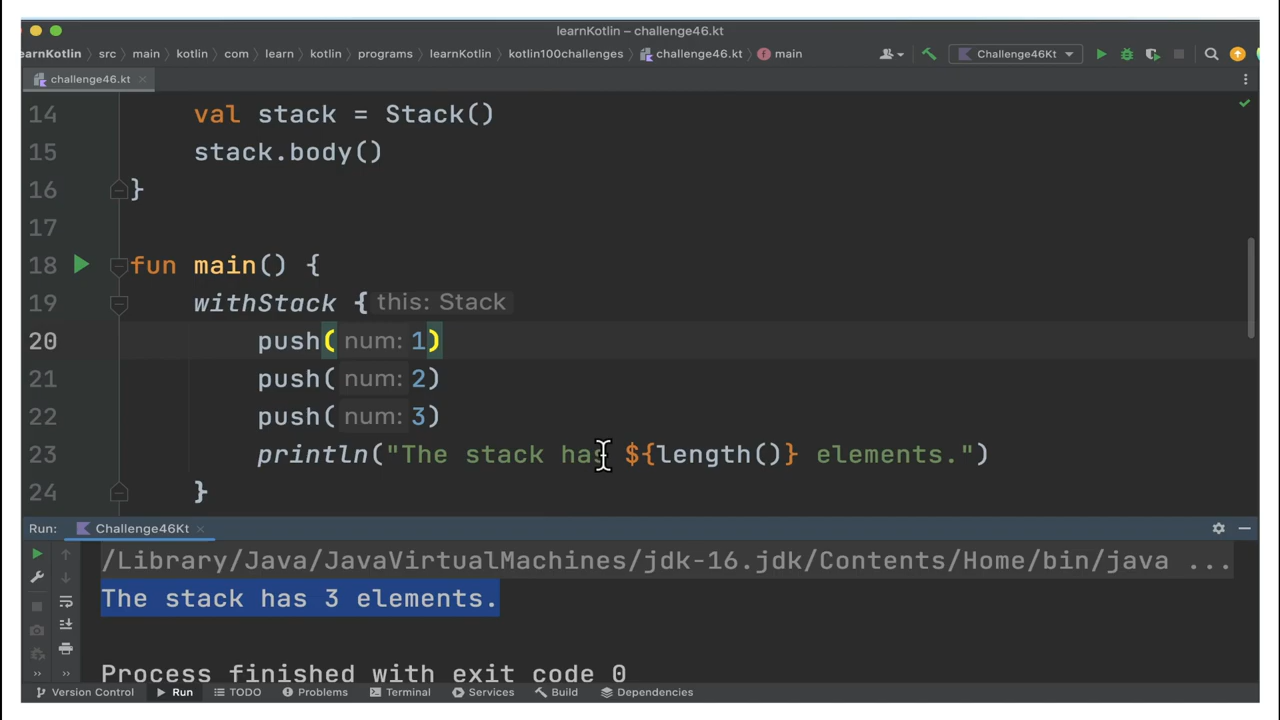 learnKotlin – challenge46.kt
earnKotlin › src › main › kotlin › com › learn › kotlin › programs › learnKotlin › kotlin100challenges › challenge46.kt › main Challenge46Kt
challenge46.kt
14 val stack = Stack()
15 stack.body()
16 }
17
18 fun main() {
19 withStack { this: Stack
20 push( num: 1)
21 push( num: 2)
22 push( num: 3)
23 println("The stack has ${length()} elements.")
24 }
Run: Challenge46Kt
/Library/Java/JavaVirtualMachines/jdk-16.jdk/Contents/Home/bin/java ...
The stack has 3 elements.
Process finished with exit code 0
Version Control Run TODO Problems Terminal Services Build Dependencies